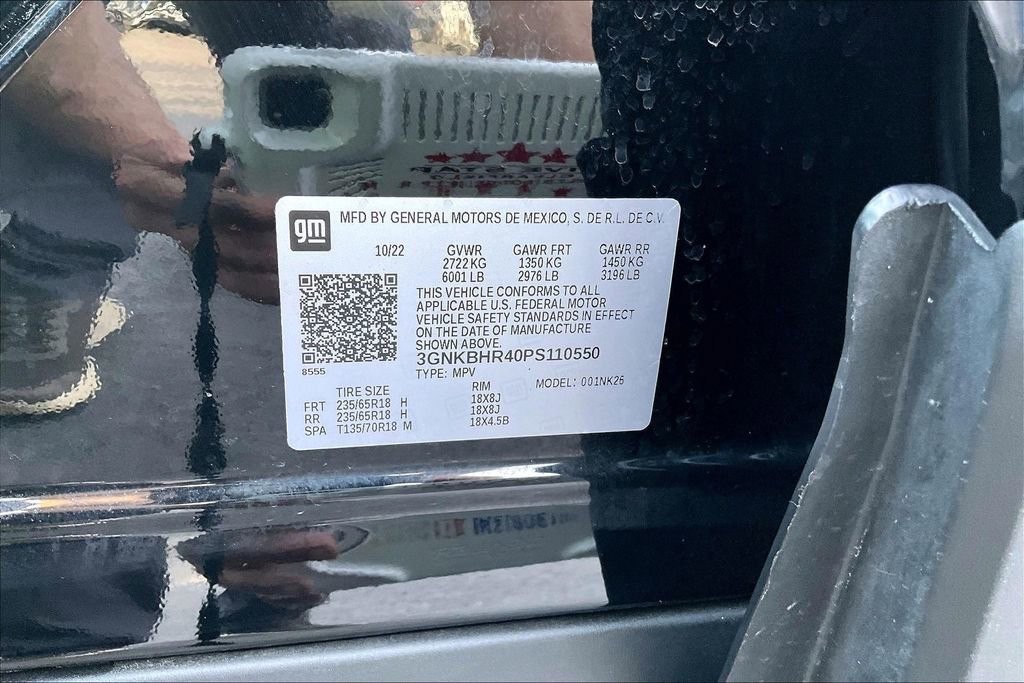 gm MFD BY GENERAL MOTORS DE MEXICO, S. DE R.L. DE C.V.
10/22 GVWR GAWR FRT GAWR RR
2722 KG 1350 KG 1450 KG
6001 LB 2976 LB 3196 LB
THIS VEHICLE CONFORMS TO ALL
APPLICABLE U.S. FEDERAL MOTOR
VEHICLE SAFETY STANDARDS IN EFFECT
ON THE DATE OF MANUFACTURE
SHOWN ABOVE.
3GNKBHR40PS110550
8555 TYPE: MPV MODEL: 001NK26
TIRE SIZE RIM
FRT 235/65R18 H 18X8J
RR 235/65R18 H 18X8J
SPA T135/70R18 M 18X4.5B